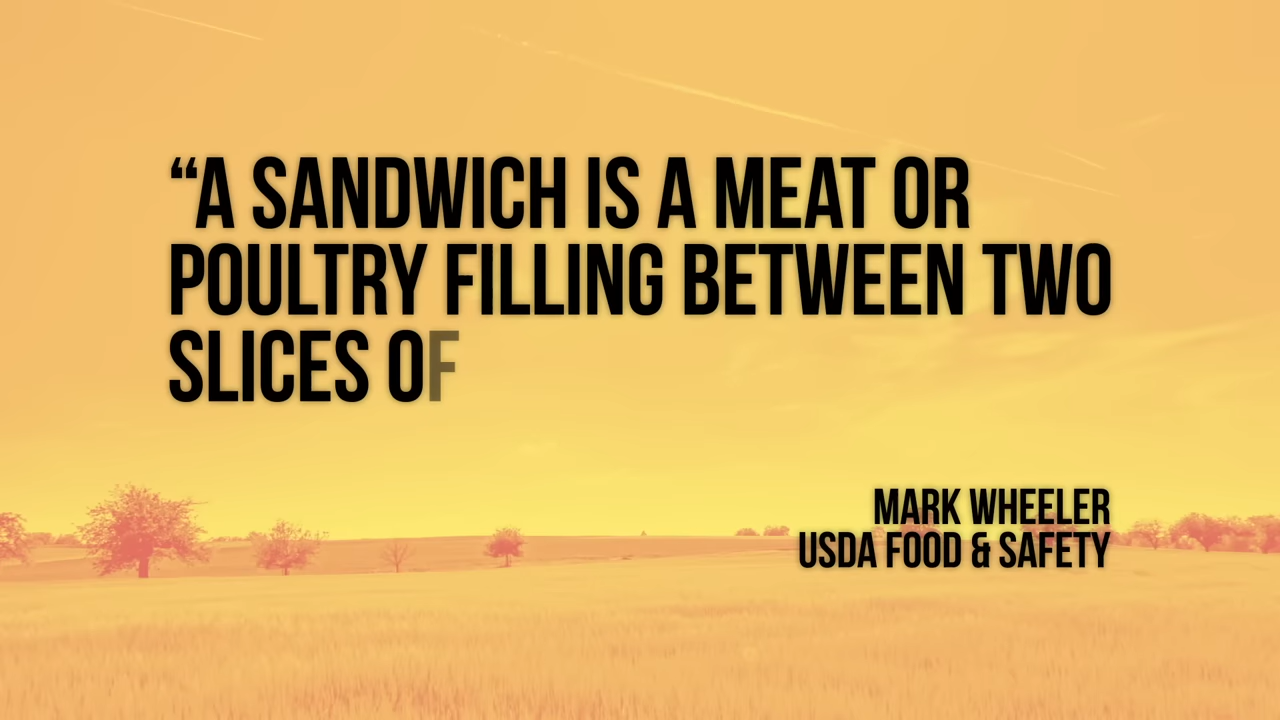 “A SANDWICH IS A MEAT OR
POULTRY FILLING BETWEEN TWO
SLICES OF
MARK WHEELER
USDA FOOD & SAFETY